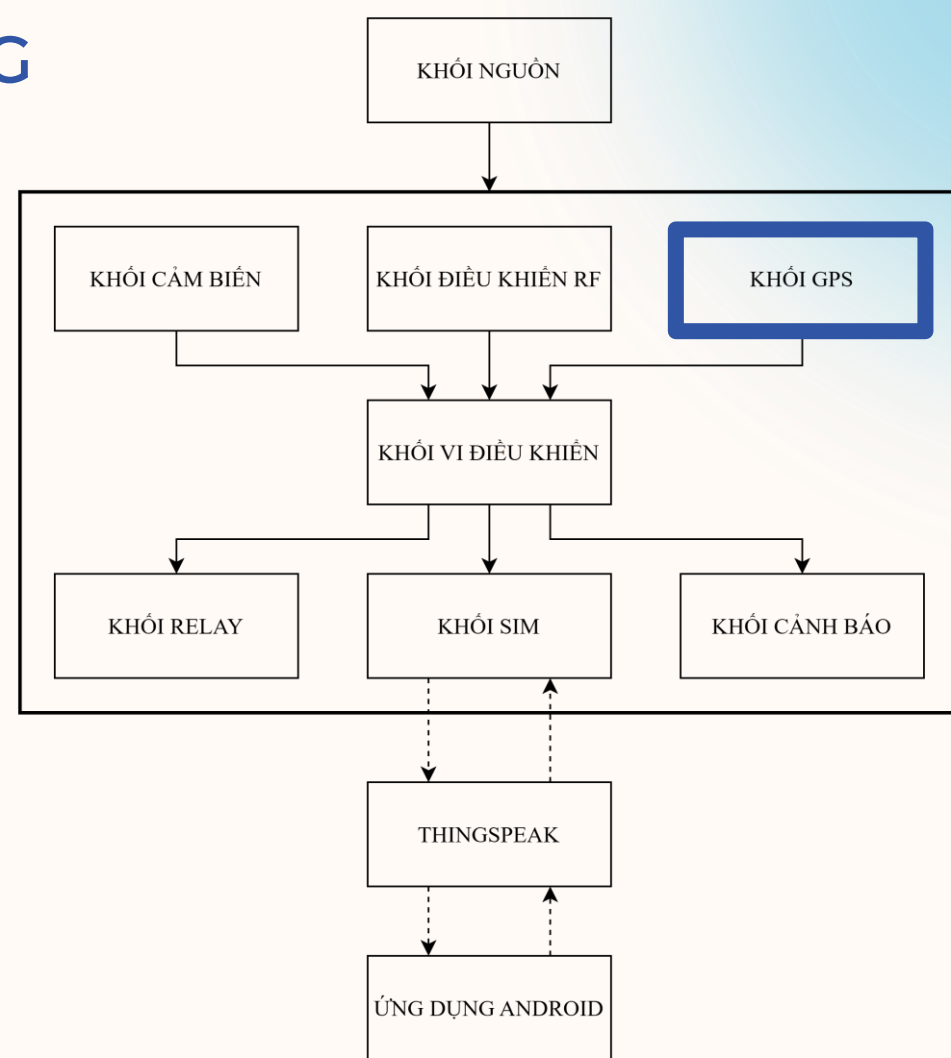 G
KHỐI NGUỒN
KHỐI CẢM BIẾN
KHỐI ĐIỀU KHIỂN RF
KHỐI GPS
KHỐI VI ĐIỀU KHIỂN
KHỐI RELAY
KHỐI SIM
KHỐI CẢNH BÁO
THINGSPEAK
ỨNG DỤNG ANDROID